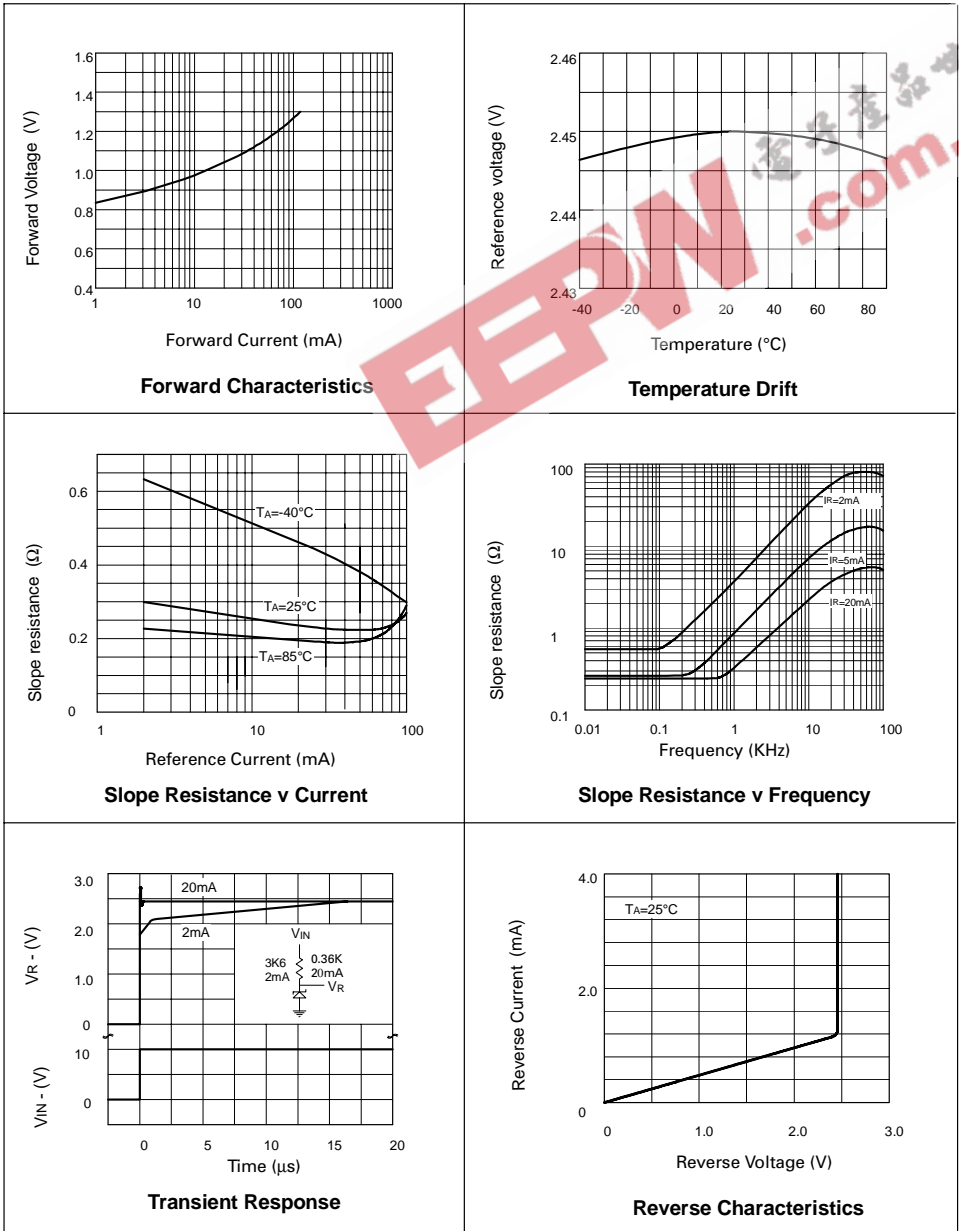 1.6
1.4
1.2
1.0
0.8
0.6
0.4
1 10 100 1000
Forward Voltage (V)
Forward Current (mA)
Forward Characteristics
2.46
2.45
2.44
2.43
-40 -20 0 20 40 60 80
Reference voltage (V)
Temperature (°C)
Temperature Drift
EEPW.com.
0.6
0.4
0.2
0
1 10 100
TA=-40°C
TA=25°C
TA=85°C
Slope resistance (Ω)
Reference Current (mA)
Slope Resistance v Current
100
10
1
0.1
0.01 0.1 1 10 100
IR=2mA
IR=5mA
IR=20mA
Slope resistance (Ω)
Frequency (KHz)
Slope Resistance v Frequency
3.0
2.0
1.0
0
10
0
0 5 10 15 20
20mA
2mA
VIN
3K6 0.36K
2mA 20mA
VR
VR - (V)
VIN - (V)
Time (µs)
Transient Response
4.0
2.0
0
0 1.0 2.0 3.0
TA=25°C
Reverse Current (mA)
Reverse Voltage (V)
Reverse Characteristics